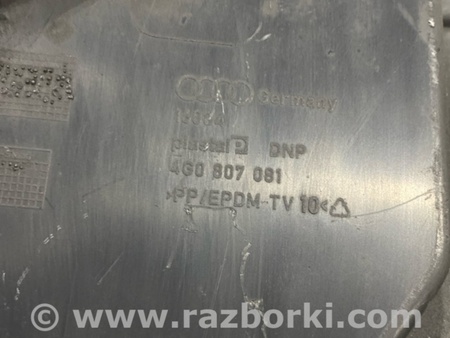 Germany
plastal P DNP
4G0 807 081
>PP/EPDM-TV 10<
© www.razborki.com